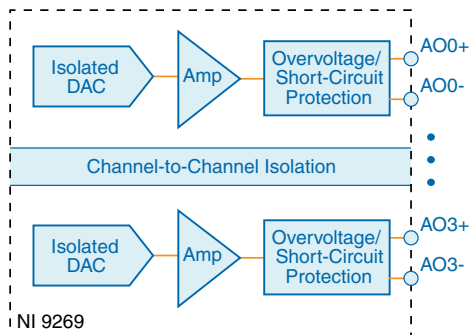 Isolated
DAC
Amp
Overvoltage/
Short-Circuit
Protection
AO0+
AO0-
Channel-to-Channel Isolation
Isolated
DAC
Amp
Overvoltage/
Short-Circuit
Protection
AO3+
AO3-
NI 9269